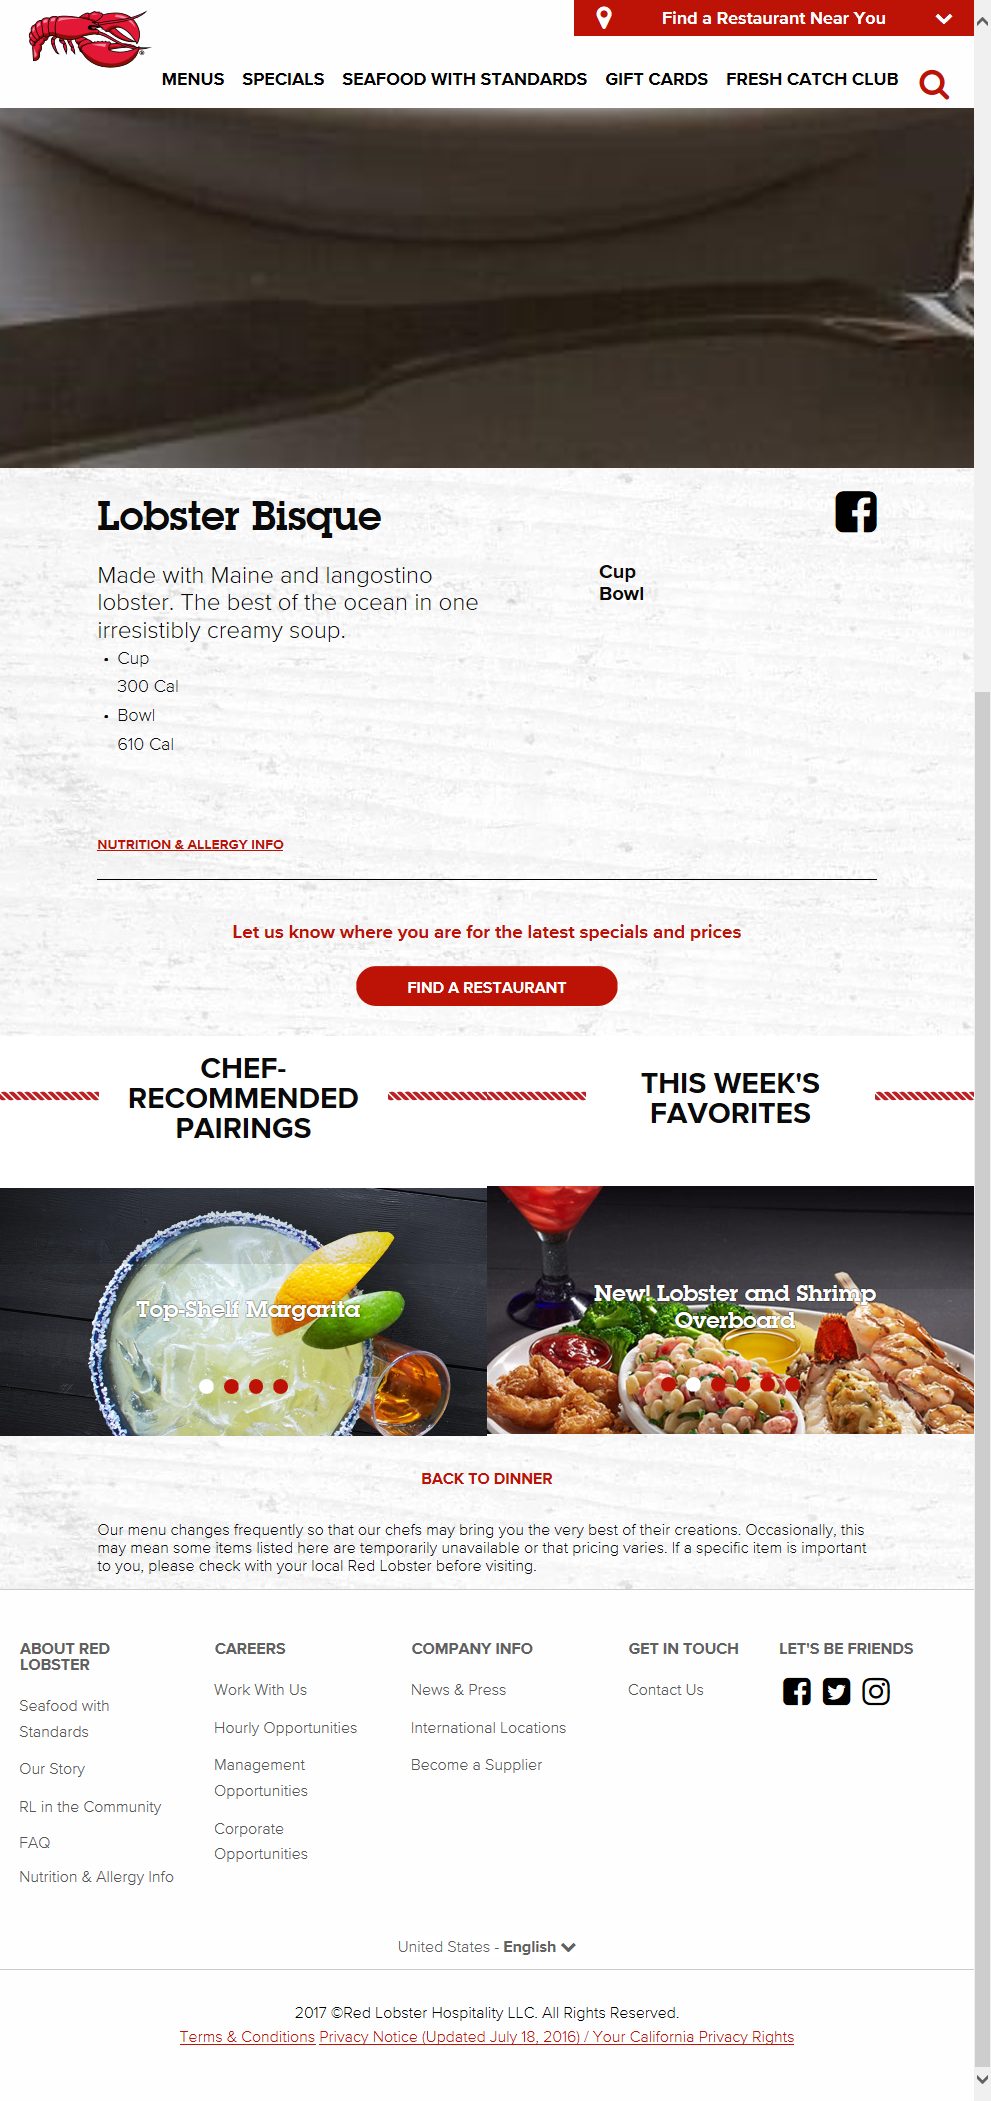 Find a Restaurant Near You
MENUS SPECIALS SEAFOOD WITH STANDARDS GIFT CARDS FRESH CATCH CLUB
Lobster Bisque
Made with Maine and langostino
lobster. The best of the ocean in one
irresistibly creamy soup.
• Cup
300 Cal
• Bowl
610 Cal
Cup
Bowl
NUTRITION & ALLERGY INFO
Let us know where you are for the latest specials and prices
FIND A RESTAURANT
CHEF-
RECOMMENDED
PAIRINGS
THIS WEEK'S
FAVORITES
Top-Shelf Margarita
New! Lobster and Shrimp
Overboard
BACK TO DINNER
Our menu changes frequently so that our chefs may bring you the very best of their creations. Occasionally, this
may mean some items listed here are temporarily unavailable or that pricing varies. If a specific item is important
to you, please check with your local Red Lobster before visiting.
ABOUT RED
LOBSTER
Seafood with
Standards
Our Story
RL in the Community
FAQ
Nutrition & Allergy Info
CAREERS
Work With Us
Hourly Opportunities
Management
Opportunities
Corporate
Opportunities
COMPANY INFO
News & Press
International Locations
Become a Supplier
GET IN TOUCH
Contact Us
LET'S BE FRIENDS
United States - English
2017 ©Red Lobster Hospitality LLC. All Rights Reserved.
Terms & Conditions Privacy Notice (Updated July 18, 2016) / Your California Privacy Rights